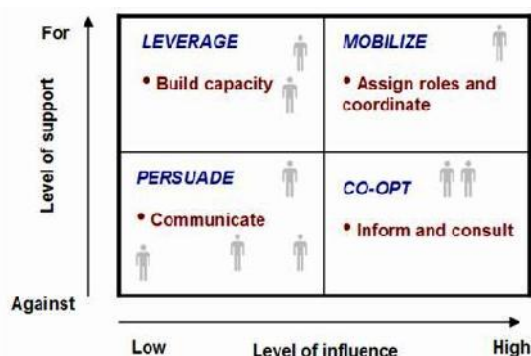 For
Level of support
Against
LEVERAGE
• Build capacity
MOBILIZE
• Assign roles and
coordinate
PERSUADE
• Communicate
CO-OPT
• Inform and consult
Low
Level of influence
High